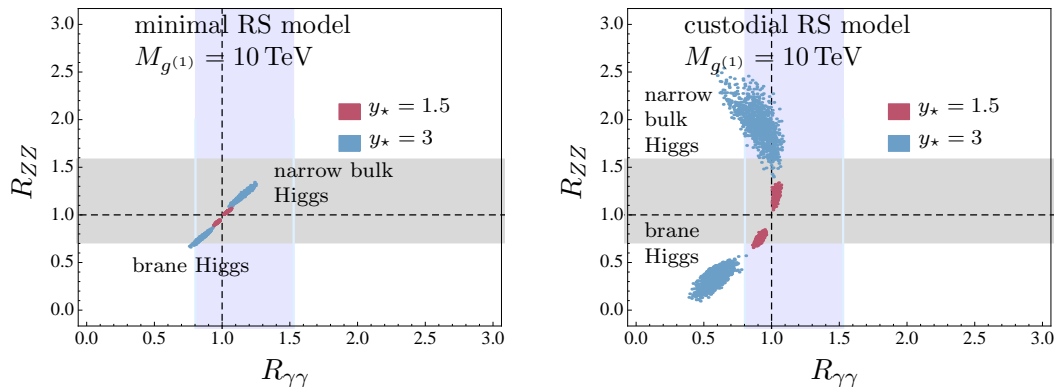 minimal RS model
M_{g^{(1)}} = 10 TeV
y⋆ = 1.5
y⋆ = 3
narrow bulk
Higgs
brane Higgs
R_{ZZ}
3.0
2.5
2.0
1.5
1.0
0.5
0.0
0.0 0.5 1.0 1.5 2.0 2.5 3.0
R_{γγ}
custodial RS model
M_{g^{(1)}} = 10 TeV
narrow
bulk
Higgs
y⋆ = 1.5
y⋆ = 3
brane
Higgs
R_{ZZ}
3.0
2.5
2.0
1.5
1.0
0.5
0.0
0.0 0.5 1.0 1.5 2.0 2.5 3.0
R_{γγ}